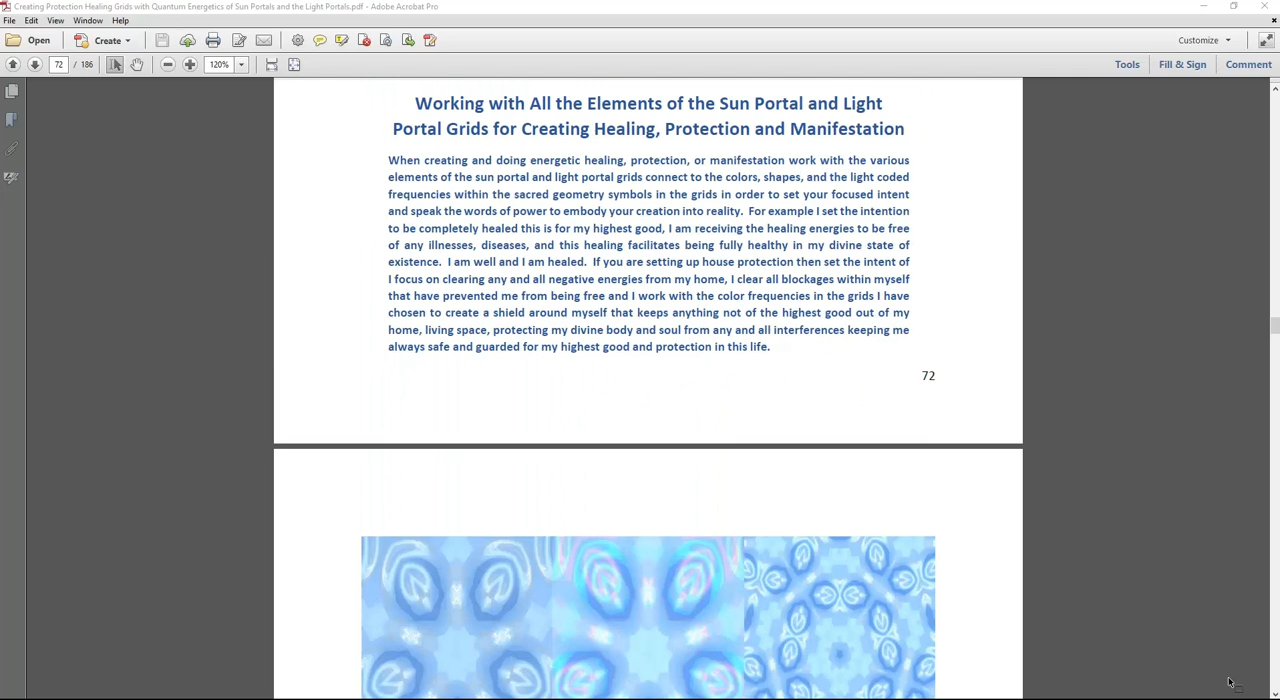 Creating Protection Healing Grids with Quantum Energetics of Sun Portals and the Light Portals.pdf - Adobe Acrobat Pro
File Edit View Window Help
Open Create Customize
72 / 186 120% Tools Fill & Sign Comment
Working with All the Elements of the Sun Portal and Light
Portal Grids for Creating Healing, Protection and Manifestation
When creating and doing energetic healing, protection, or manifestation work with the various
elements of the sun portal and light portal grids connect to the colors, shapes, and the light coded
frequencies within the sacred geometry symbols in the grids in order to set your focused intent
and speak the words of power to embody your creation into reality. For example I set the intention
to be completely healed this is for my highest good, I am receiving the healing energies to be free
of any illnesses, diseases, and this healing facilitates being fully healthy in my divine state of
existence. I am well and I am healed. If you are setting up house protection then set the intent of
I focus on clearing any and all negative energies from my home, I clear all blockages within myself
that have prevented me from being free and I work with the color frequencies in the grids I have
chosen to create a shield around myself that keeps anything not of the highest good out of my
home, living space, protecting my divine body and soul from any and all interferences keeping me
always safe and guarded for my highest good and protection in this life.
72